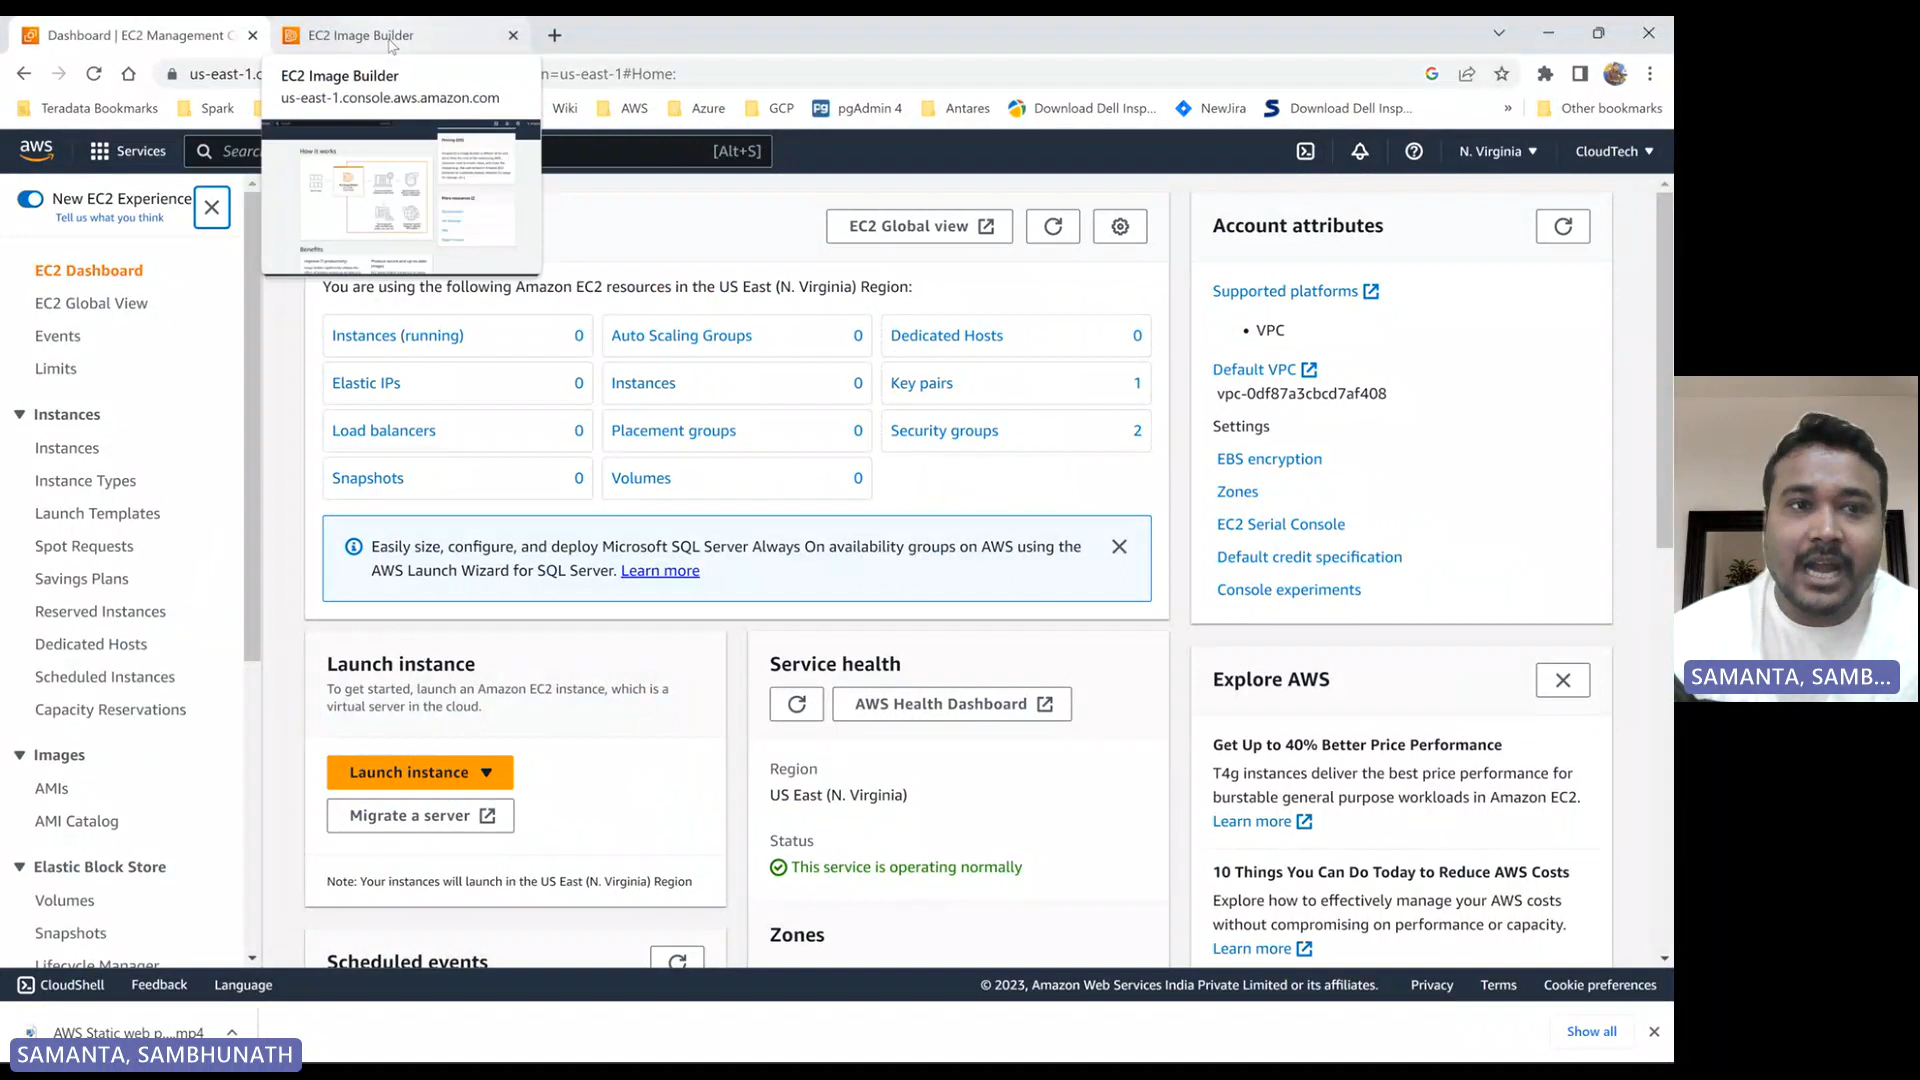 Dashboard | EC2 Management C
EC2 Image Builder
us-east-1.c
n=us-east-1#Home:
EC2 Image Builder
us-east-1.console.aws.amazon.com
Teradata Bookmarks
Spark
Wiki
AWS
Azure
GCP
pgAdmin 4
Antares
Download Dell Insp...
NewJira
Download Dell Insp...
»
Other bookmarks
aws
Services
Searc
[Alt+S]
N. Virginia
CloudTech
How it works
Benefits
New EC2 Experience
Tell us what you think
EC2 Dashboard
EC2 Global View
Events
Limits
Instances
Instances
Instance Types
Launch Templates
Spot Requests
Savings Plans
Reserved Instances
Dedicated Hosts
Scheduled Instances
Capacity Reservations
Images
AMIs
AMI Catalog
Elastic Block Store
Volumes
Snapshots
Lifecycle Manager
EC2 Global view
You are using the following Amazon EC2 resources in the US East (N. Virginia) Region:
Instances (running) 0
Auto Scaling Groups 0
Dedicated Hosts 0
Elastic IPs 0
Instances 0
Key pairs 1
Load balancers 0
Placement groups 0
Security groups 2
Snapshots 0
Volumes 0
Easily size, configure, and deploy Microsoft SQL Server Always On availability groups on AWS using the
AWS Launch Wizard for SQL Server. Learn more
Launch instance
To get started, launch an Amazon EC2 instance, which is a
virtual server in the cloud.
Launch instance
Migrate a server
Note: Your instances will launch in the US East (N. Virginia) Region
Scheduled events
Service health
AWS Health Dashboard
Region
US East (N. Virginia)
Status
This service is operating normally
Zones
Account attributes
Supported platforms
• VPC
Default VPC
vpc-0df87a3cbcd7af408
Settings
EBS encryption
Zones
EC2 Serial Console
Default credit specification
Console experiments
Explore AWS
Get Up to 40% Better Price Performance
T4g instances deliver the best price performance for
burstable general purpose workloads in Amazon EC2.
Learn more
10 Things You Can Do Today to Reduce AWS Costs
Explore how to effectively manage your AWS costs
without compromising on performance or capacity.
Learn more
SAMANTA, SAMB...
CloudShell
Feedback
Language
© 2023, Amazon Web Services India Private Limited or its affiliates.
Privacy
Terms
Cookie preferences
AWS Static web p....mp4
Show all
SAMANTA, SAMBHUNATH